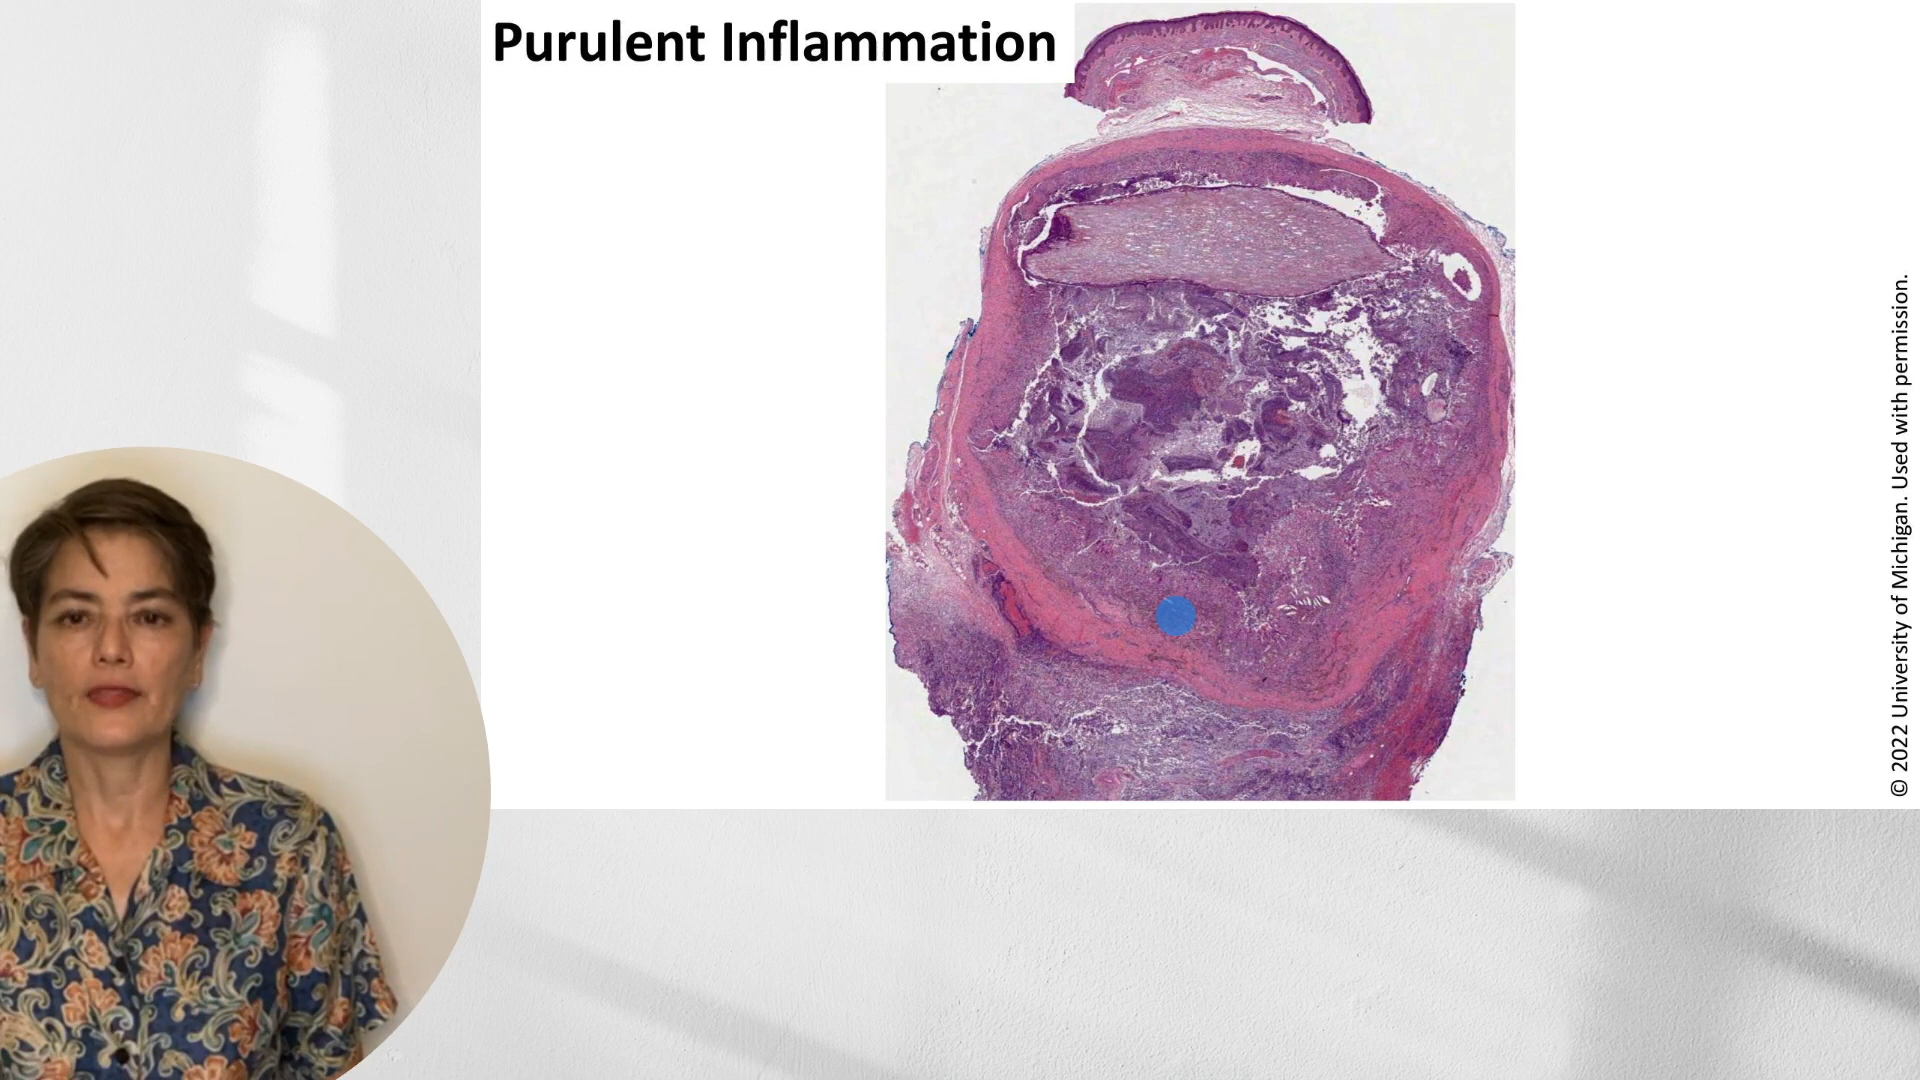 Purulent Inflammation
© 2022 University of Michigan. Used with permission.